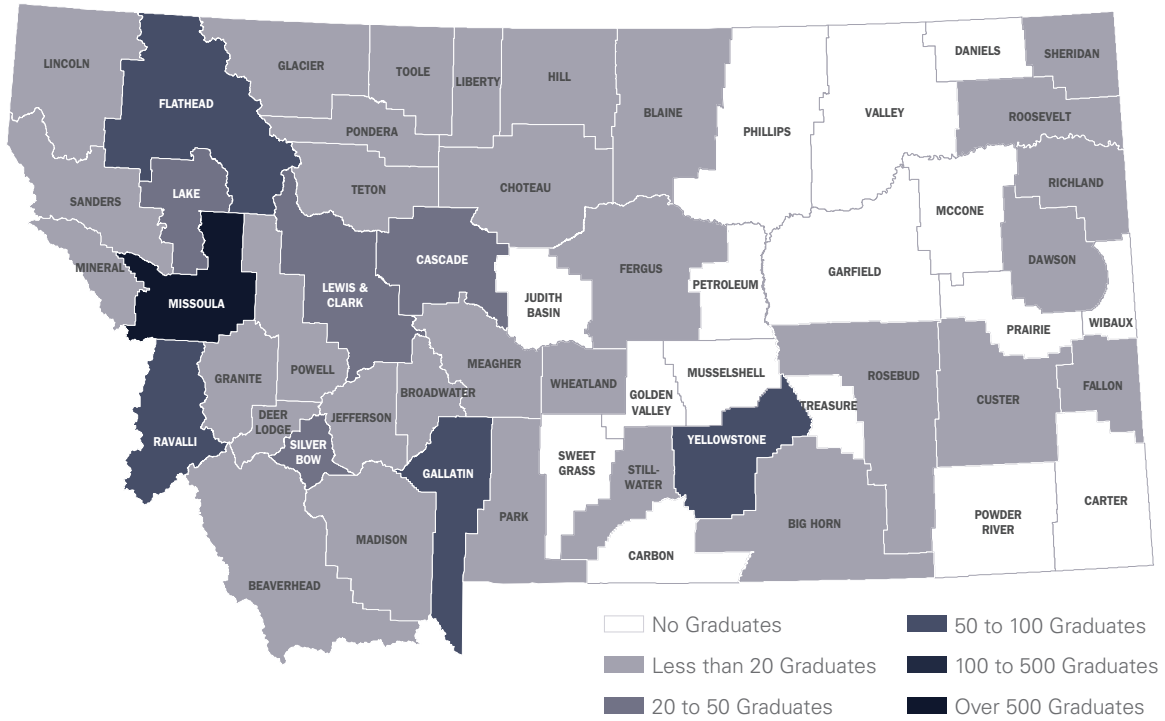 LINCOLN
FLATHEAD
GLACIER
TOOLE
LIBERTY
HILL
BLAINE
PHILLIPS
VALLEY
DANIELS
SHERIDAN
ROOSEVELT
PONDERA
TETON
CHOTEAU
SANDERS
LAKE
RICHLAND
MCCONE
MINERAL
MISSOULA
LEWIS &
CLARK
CASCADE
JUDITH
BASIN
FERGUS
PETROLEUM
GARFIELD
DAWSON
PRAIRIE
WIBAUX
GRANITE
POWELL
MEAGHER
WHEATLAND
GOLDEN
VALLEY
MUSSELSHELL
TREASURE
ROSEBUD
CUSTER
FALLON
BROADWATER
JEFFERSON
DEER
LODGE
SILVER
BOW
RAVALLI
GALLATIN
SWEET
GRASS
STILL-
WATER
YELLOWSTONE
PARK
BIG HORN
POWDER
RIVER
CARTER
MADISON
BEAVERHEAD
CARBON
No Graduates
Less than 20 Graduates
20 to 50 Graduates
50 to 100 Graduates
100 to 500 Graduates
Over 500 Graduates